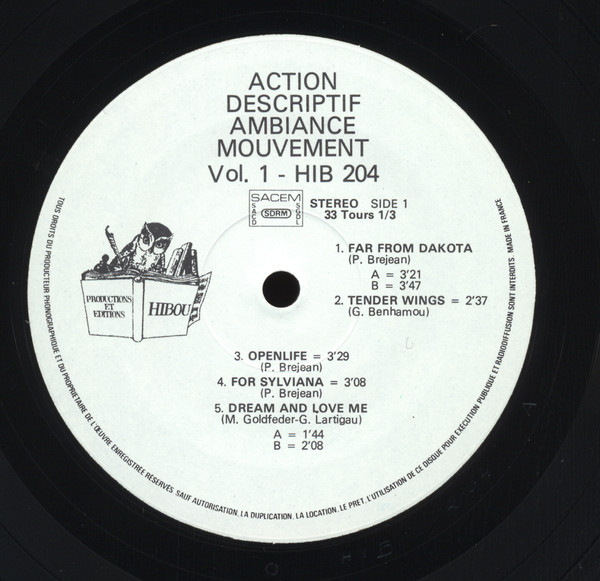 ACTION
DESCRIPTIF
AMBIANCE
MOUVEMENT
Vol. 1 - HIB 204
SACEM
SACD
SDRM
SGDL
STEREO SIDE 1
33 Tours 1/3
1. FAR FROM DAKOTA
(P. Brejean)
A = 3'21
B = 3'47
2. TENDER WINGS = 2'37
(G. Benhamou)
PRODUCTIONS
ET
EDITIONS
HIBOU
3. OPENLIFE = 3'29
(P. Brejean)
4. FOR SYLVIANA = 3'08
(P. Brejean)
5. DREAM AND LOVE ME
(M. Goldfeder-G. Lartigau)
A = 1'44
B = 2'08
TOUS DROITS DU PRODUCTEUR PHONOGRAPHIQUE ET DU PROPRIETAIRE DE L'ŒUVRE ENREGISTREE RESERVES SAUF AUTORISATION, LA DUPLICATION, LA LOCATION, LE PRET, L'UTILISATION DE CE DISQUE POUR EXECUTION PUBLIQUE ET RADIODIFFUSION SONT INTERDITS. MADE IN FRANCE